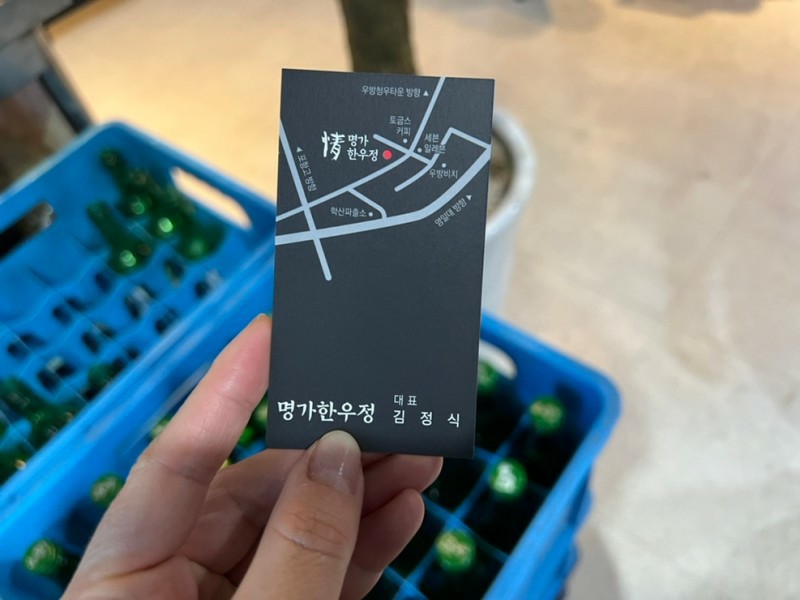 우방청우타운 방향 ▲
토곰스
커피
세븐
일레븐
情 명가
한우정
◀ 포항고 방향
우방비치
학산파출소
영일대 방향 ▶
명가한우정
대표
김정식